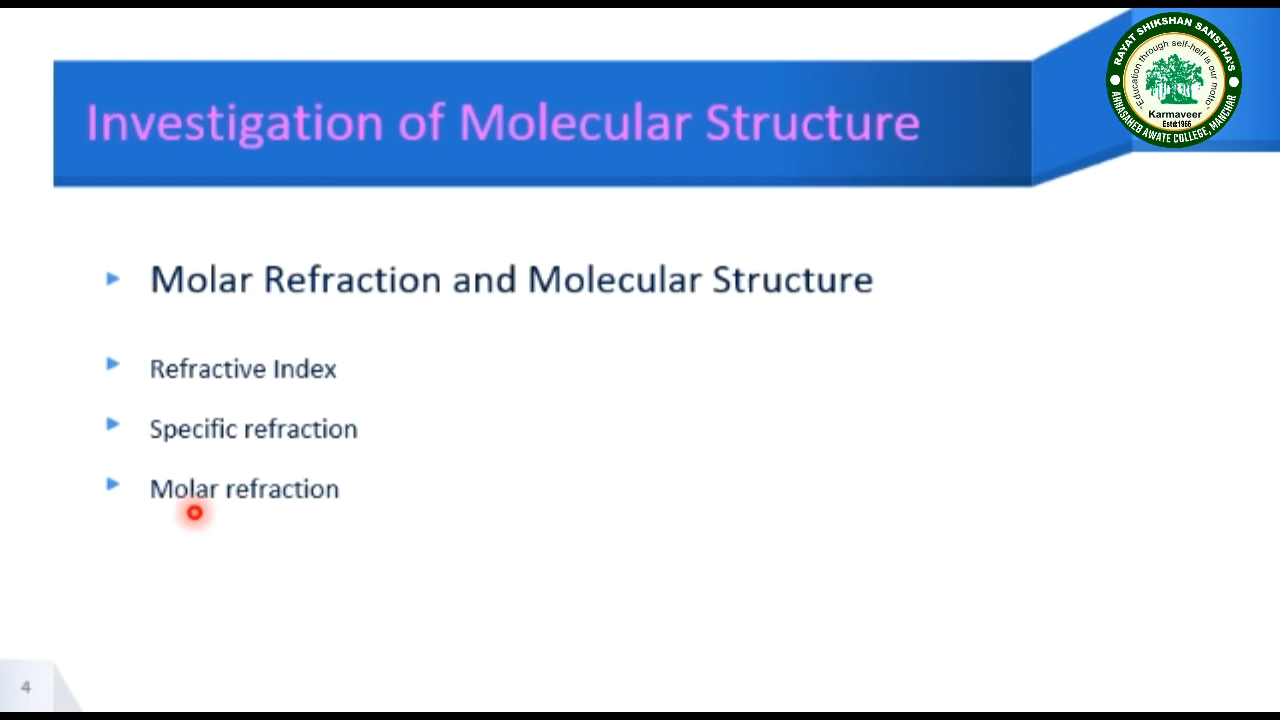 Investigation of Molecular Structure
RAYAT SHIKSHAN SANSTHA'S
"Education through self-help is our motto"
Karmaveer
Estd:1966
ANNASAHEB AWATE COLLEGE, MANCHAR
Molar Refraction and Molecular Structure
Refractive Index
Specific refraction
Molar refraction
4